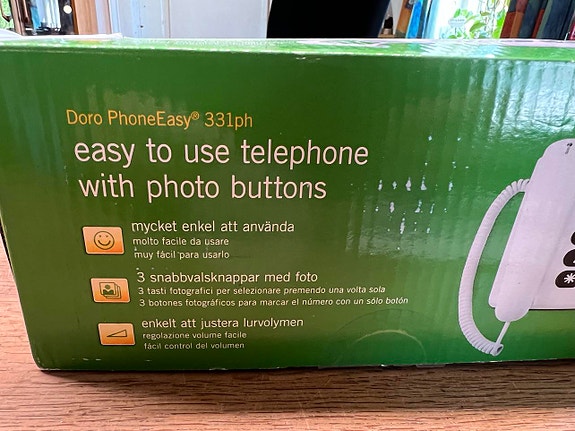 Doro PhoneEasy® 331ph
easy to use telephone
with photo buttons
mycket enkel att använda
molto facile da usare
muy fácil para usarlo
3 snabbvalsknappar med foto
3 tasti fotografici per selezionare premendo una volta sola
3 botones fotográficos para marcar el número con un sólo botón
enkelt att justera lurvolymen
regolazione volume facile
fácil control del volumen
*